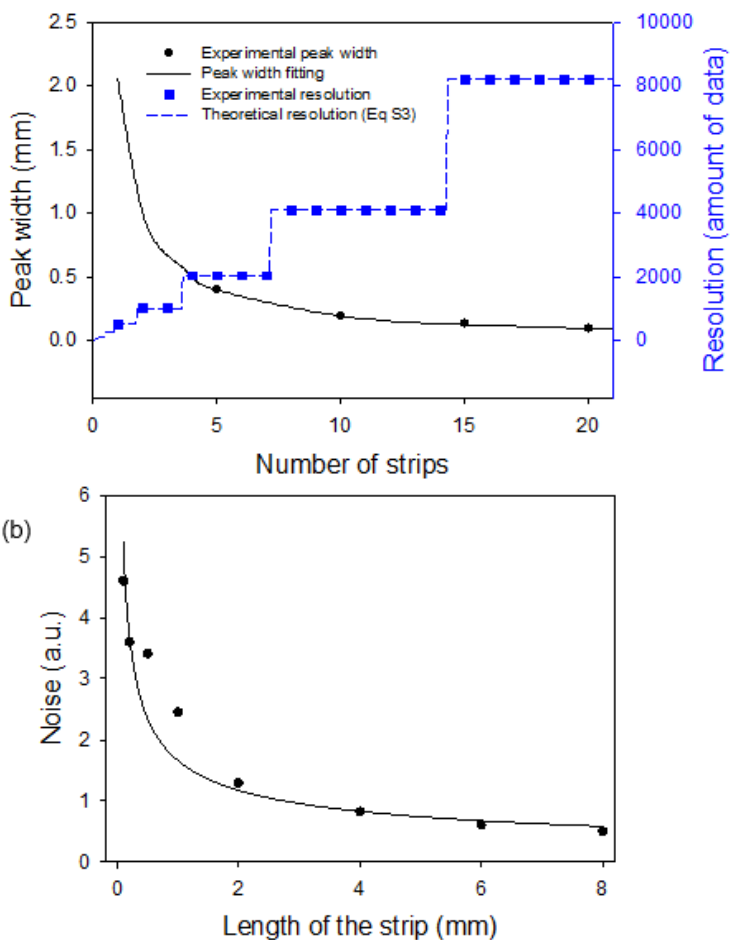 2.5
2.0
1.5
1.0
0.5
0.0
Peak width (mm)
Experimental peak width
Peak width fitting
Experimental resolution
Theoretical resolution (Eq S3)
10000
8000
6000
4000
2000
0
Resolution (amount of data)
0 5 10 15 20
Number of strips
(b)
6
5
4
3
2
1
0
Noise (a.u.)
0 2 4 6 8
Length of the strip (mm)